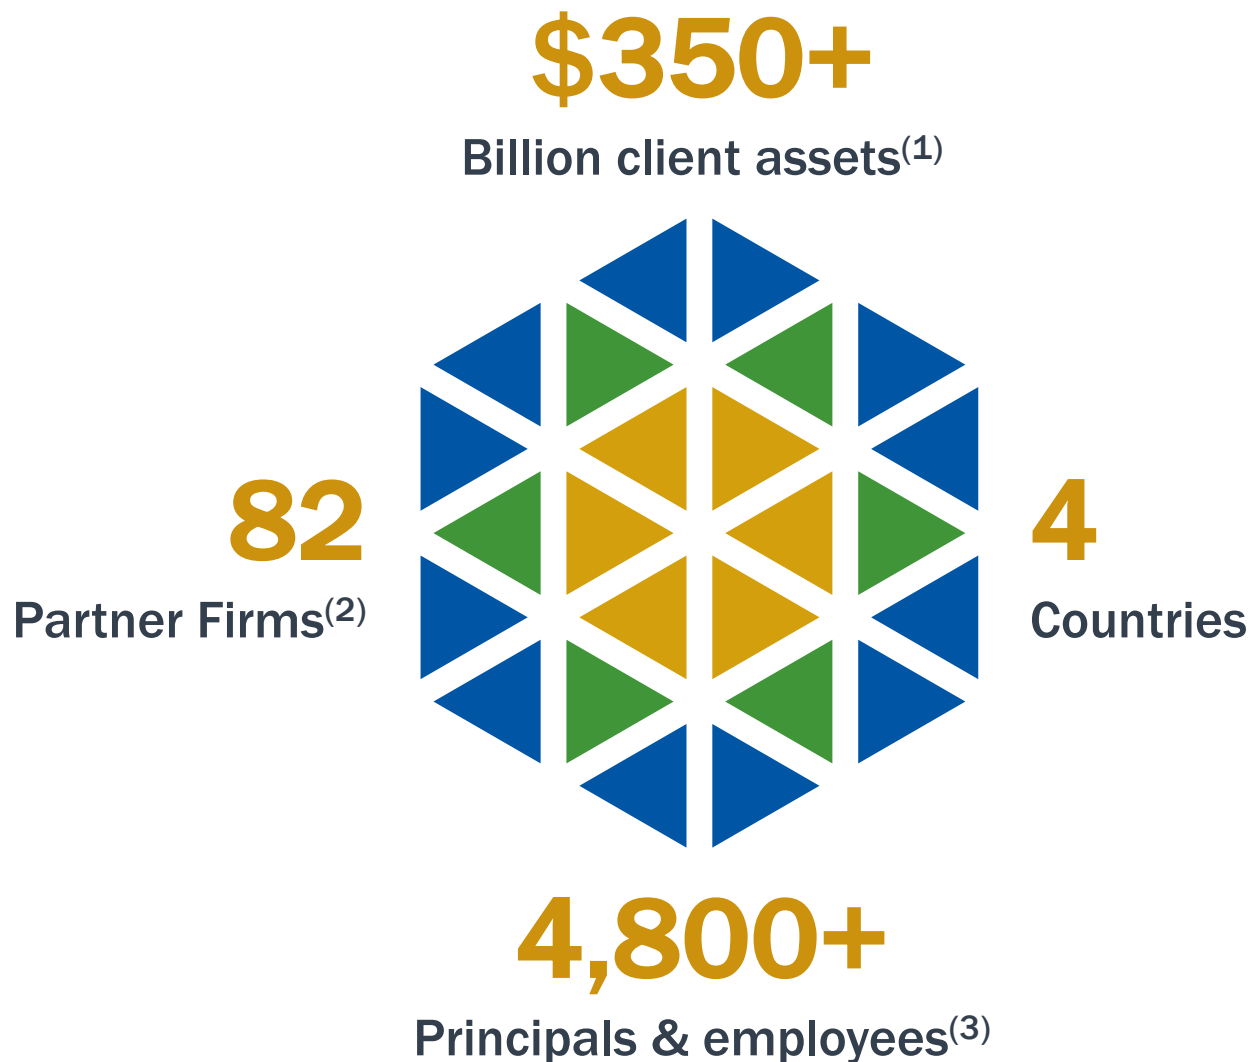 $350+
Billion client assets(1)
82
Partner Firms(2)
4
Countries
4,800+
Principals & employees(3)